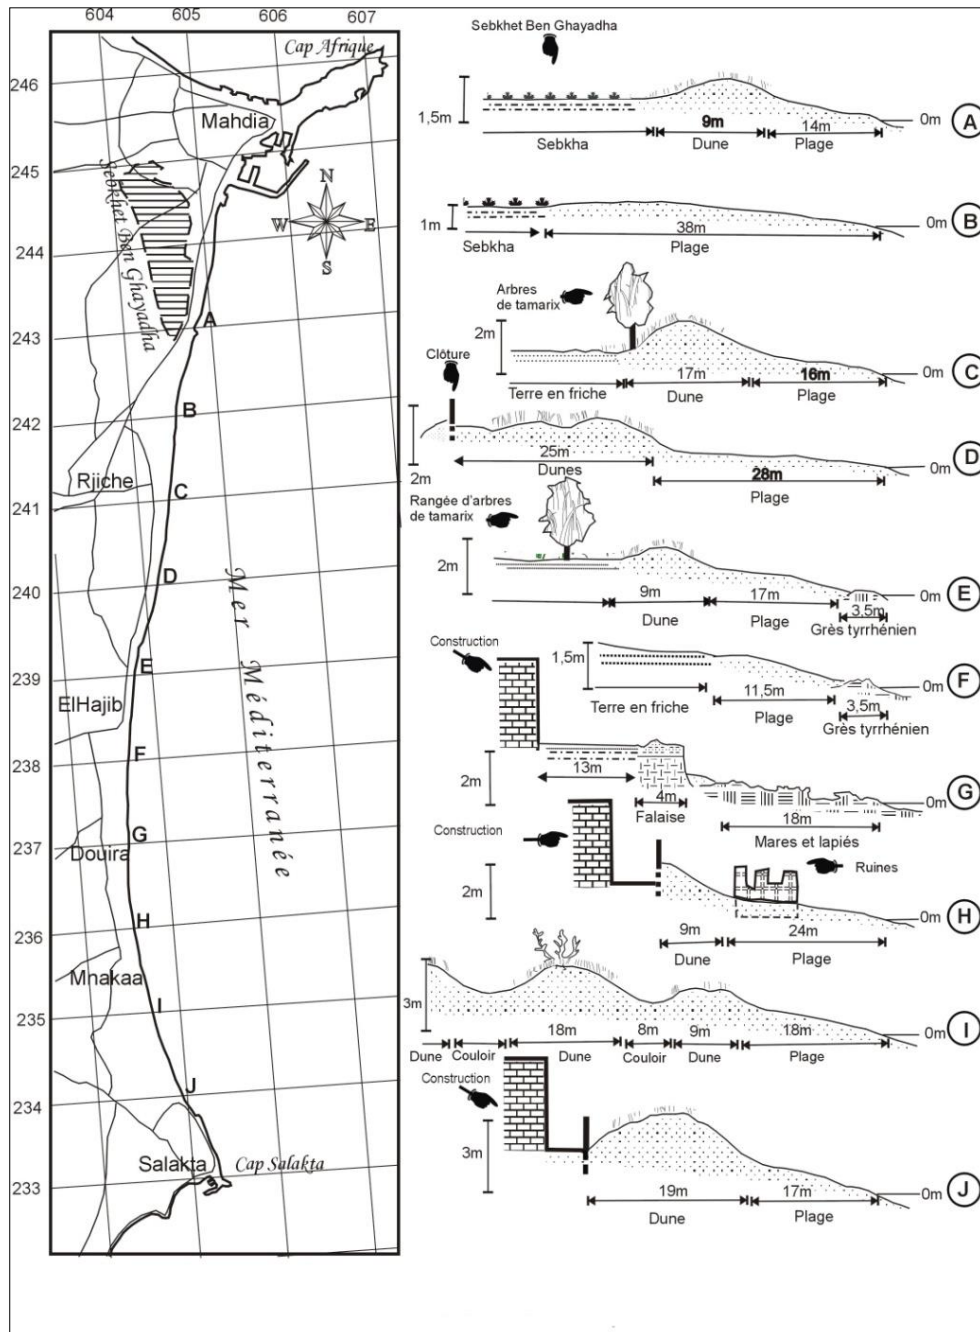 604
605
606
607
246
245
244
243
242
241
240
239
238
237
236
235
234
233
Cap Afrique
Mahdia
Sebkhet Ben Ghayadha
N
W
E
S
A
B
Rjiche
C
D
Mer Méditerranée
E
ElHajib
F
G
Douira
H
Mnakaa
I
J
Salakta
Cap Salakta
Sebkhet Ben Ghayadha
1,5m
9m
14m
0m
A
Sebkha
Dune
Plage
1m
38m
0m
B
Sebkha
Plage
Arbres
de tamarix
2m
17m
16m
0m
C
Terre en friche
Dune
Plage
Clôture
2m
25m
Dunes
28m
Plage
0m
D
Rangée d'arbres
de tamarix
2m
9m
17m
0m
E
3,5m
Dune
Plage
Grès tyrrhénien
Construction
1,5m
11,5m
0m
F
3,5m
Terre en friche
Plage
Grès tyrrhénien
2m
13m
4m
Falaise
18m
Mares et lapiés
0m
G
Construction
Ruines
2m
9m
24m
0m
H
Dune
Plage
3m
18m
8m
9m
18m
0m
I
Dune
Couloir
Dune
Couloir
Dune
Plage
Construction
3m
19m
17m
0m
J
Dune
Plage